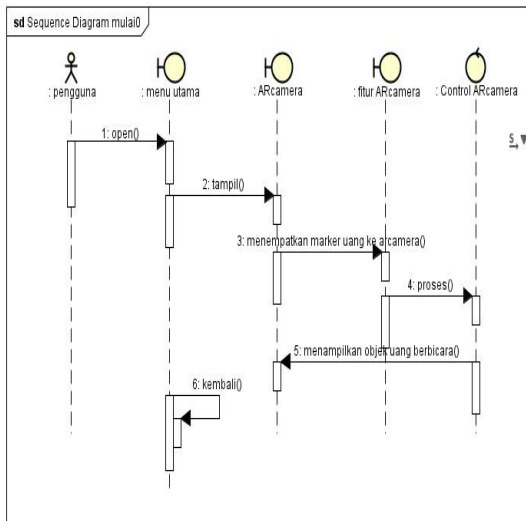 sd Sequence Diagram mulai0
: pengguna
: menu utama
: ARcamera
: fitur ARcamera
: Control ARcamera
1: open()
2: tampil()
3: menempatkan marker uang ke arcamera()
4: proses()
5: menampilkan objek uang berbicara()
6: kembali()
S